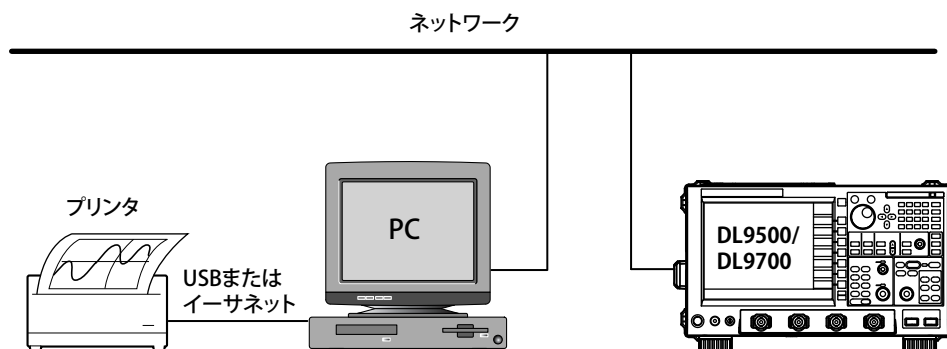 ネットワーク
プリンタ
PC
DL9500/
DL9700
USBまたは
イーサネット